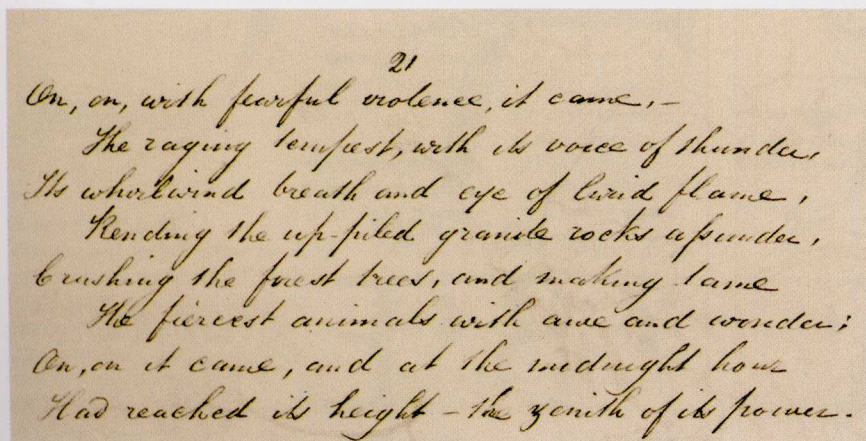 21
On, on, with fearful violence, it came, –
The raging tempest, with its voice of thunder,
Its whirlwind breath and eye of lurid flame,
Rending the up-piled granite rocks asunder,
Crushing the forest trees, and making tame
The fiercest animals with awe and wonder;
On, on it came, and at the midnight hour
Had reached its height – the zenith of its power.